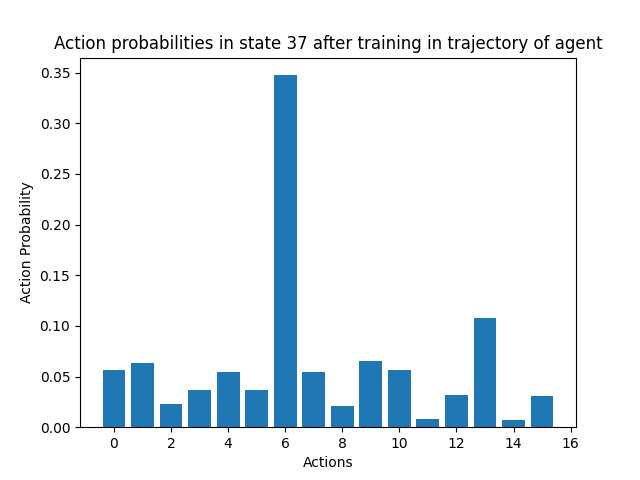 Action probabilities in state 37 after training in trajectory of agent
0.35
0.30
0.25
0.20
0.15
0.10
0.05
0.00
Action Probability
0 2 4 6 8 10 12 14 16
Actions